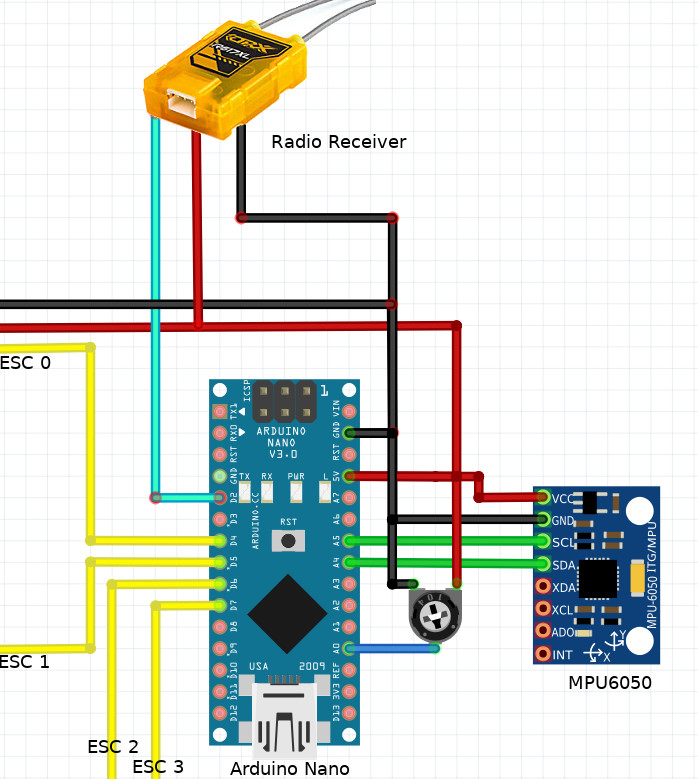 ORX
R617XL
Radio Receiver
ESC 0
ICSP
1
ARDUINO
NANO
V3.0
TX1
RX0
RST
GND
D2
D3
D4
D5
D6
D7
D8
D9
D10
D11
D12
VIN
GND
RST
5V
A7
A6
A5
A4
A3
A2
A1
A0
REF
3V3
D13
TX RX PWR L
RST
ARDUINO.CC
USA 2009
VCC
GND
SCL
SDA
XDA
XCL
ADO
INT
MPU-6050 ITG/MPU
Y
X
ESC 1
MPU6050
ESC 2
ESC 3
Arduino Nano